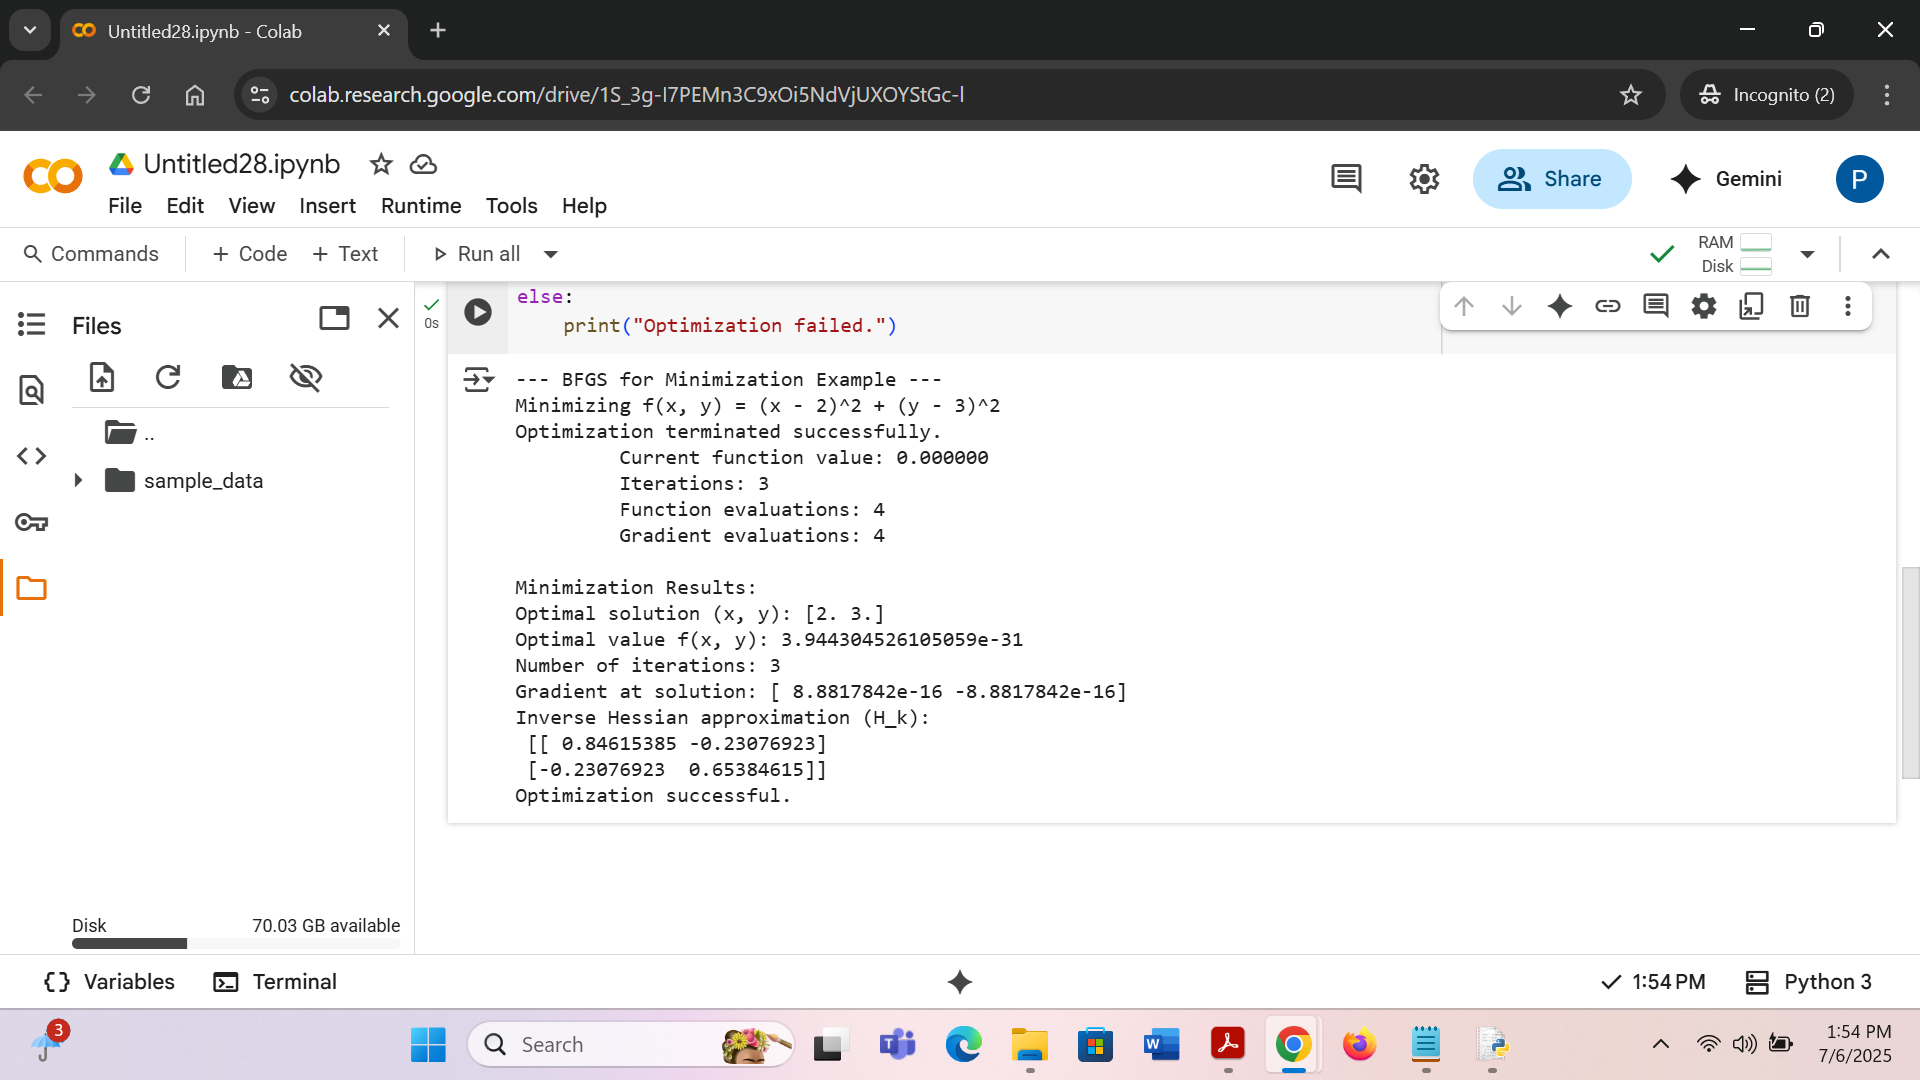 Untitled28.ipynb - Colab
colab.research.google.com/drive/1S_3g-I7PEMn3C9xOi5NdVjUXOYStGc-I
Incognito (2)
Untitled28.ipynb
File Edit View Insert Runtime Tools Help
Share
Gemini
P
Commands + Code + Text Run all
RAM
Disk
Files
..
sample_data
Disk 70.03 GB available
0s
else:
print("Optimization failed.")
--- BFGS for Minimization Example ---
Minimizing f(x, y) = (x - 2)^2 + (y - 3)^2
Optimization terminated successfully.
Current function value: 0.000000
Iterations: 3
Function evaluations: 4
Gradient evaluations: 4
Minimization Results:
Optimal solution (x, y): [2. 3.]
Optimal value f(x, y): 3.944304526105059e-31
Number of iterations: 3
Gradient at solution: [ 8.8817842e-16 -8.8817842e-16]
Inverse Hessian approximation (H_k):
[[ 0.84615385 -0.23076923]
[-0.23076923  0.65384615]]
Optimization successful.
Variables Terminal
1:54 PM Python 3
3
Search
1:54 PM
7/6/2025